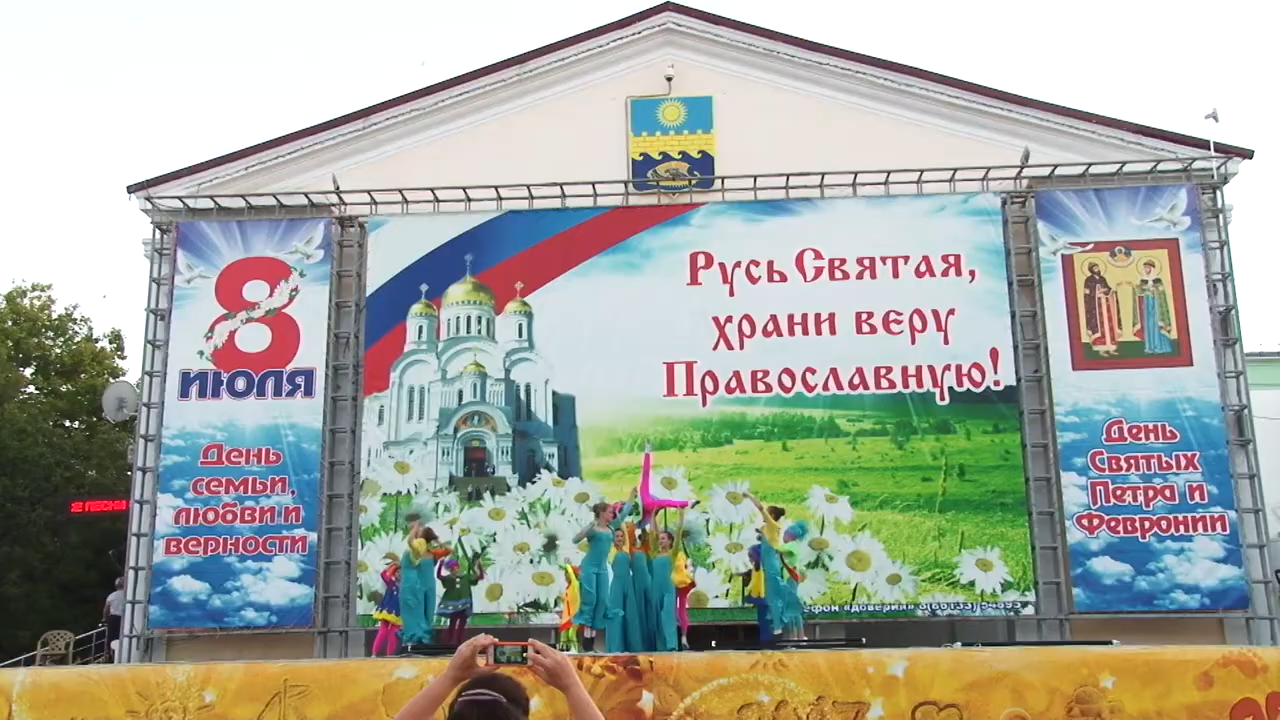 8
ИЮЛЯ
День
семьи,
любви и
верности
Русь Святая,
храни веру
Православную!
День
Святых
Петра и
Февронии